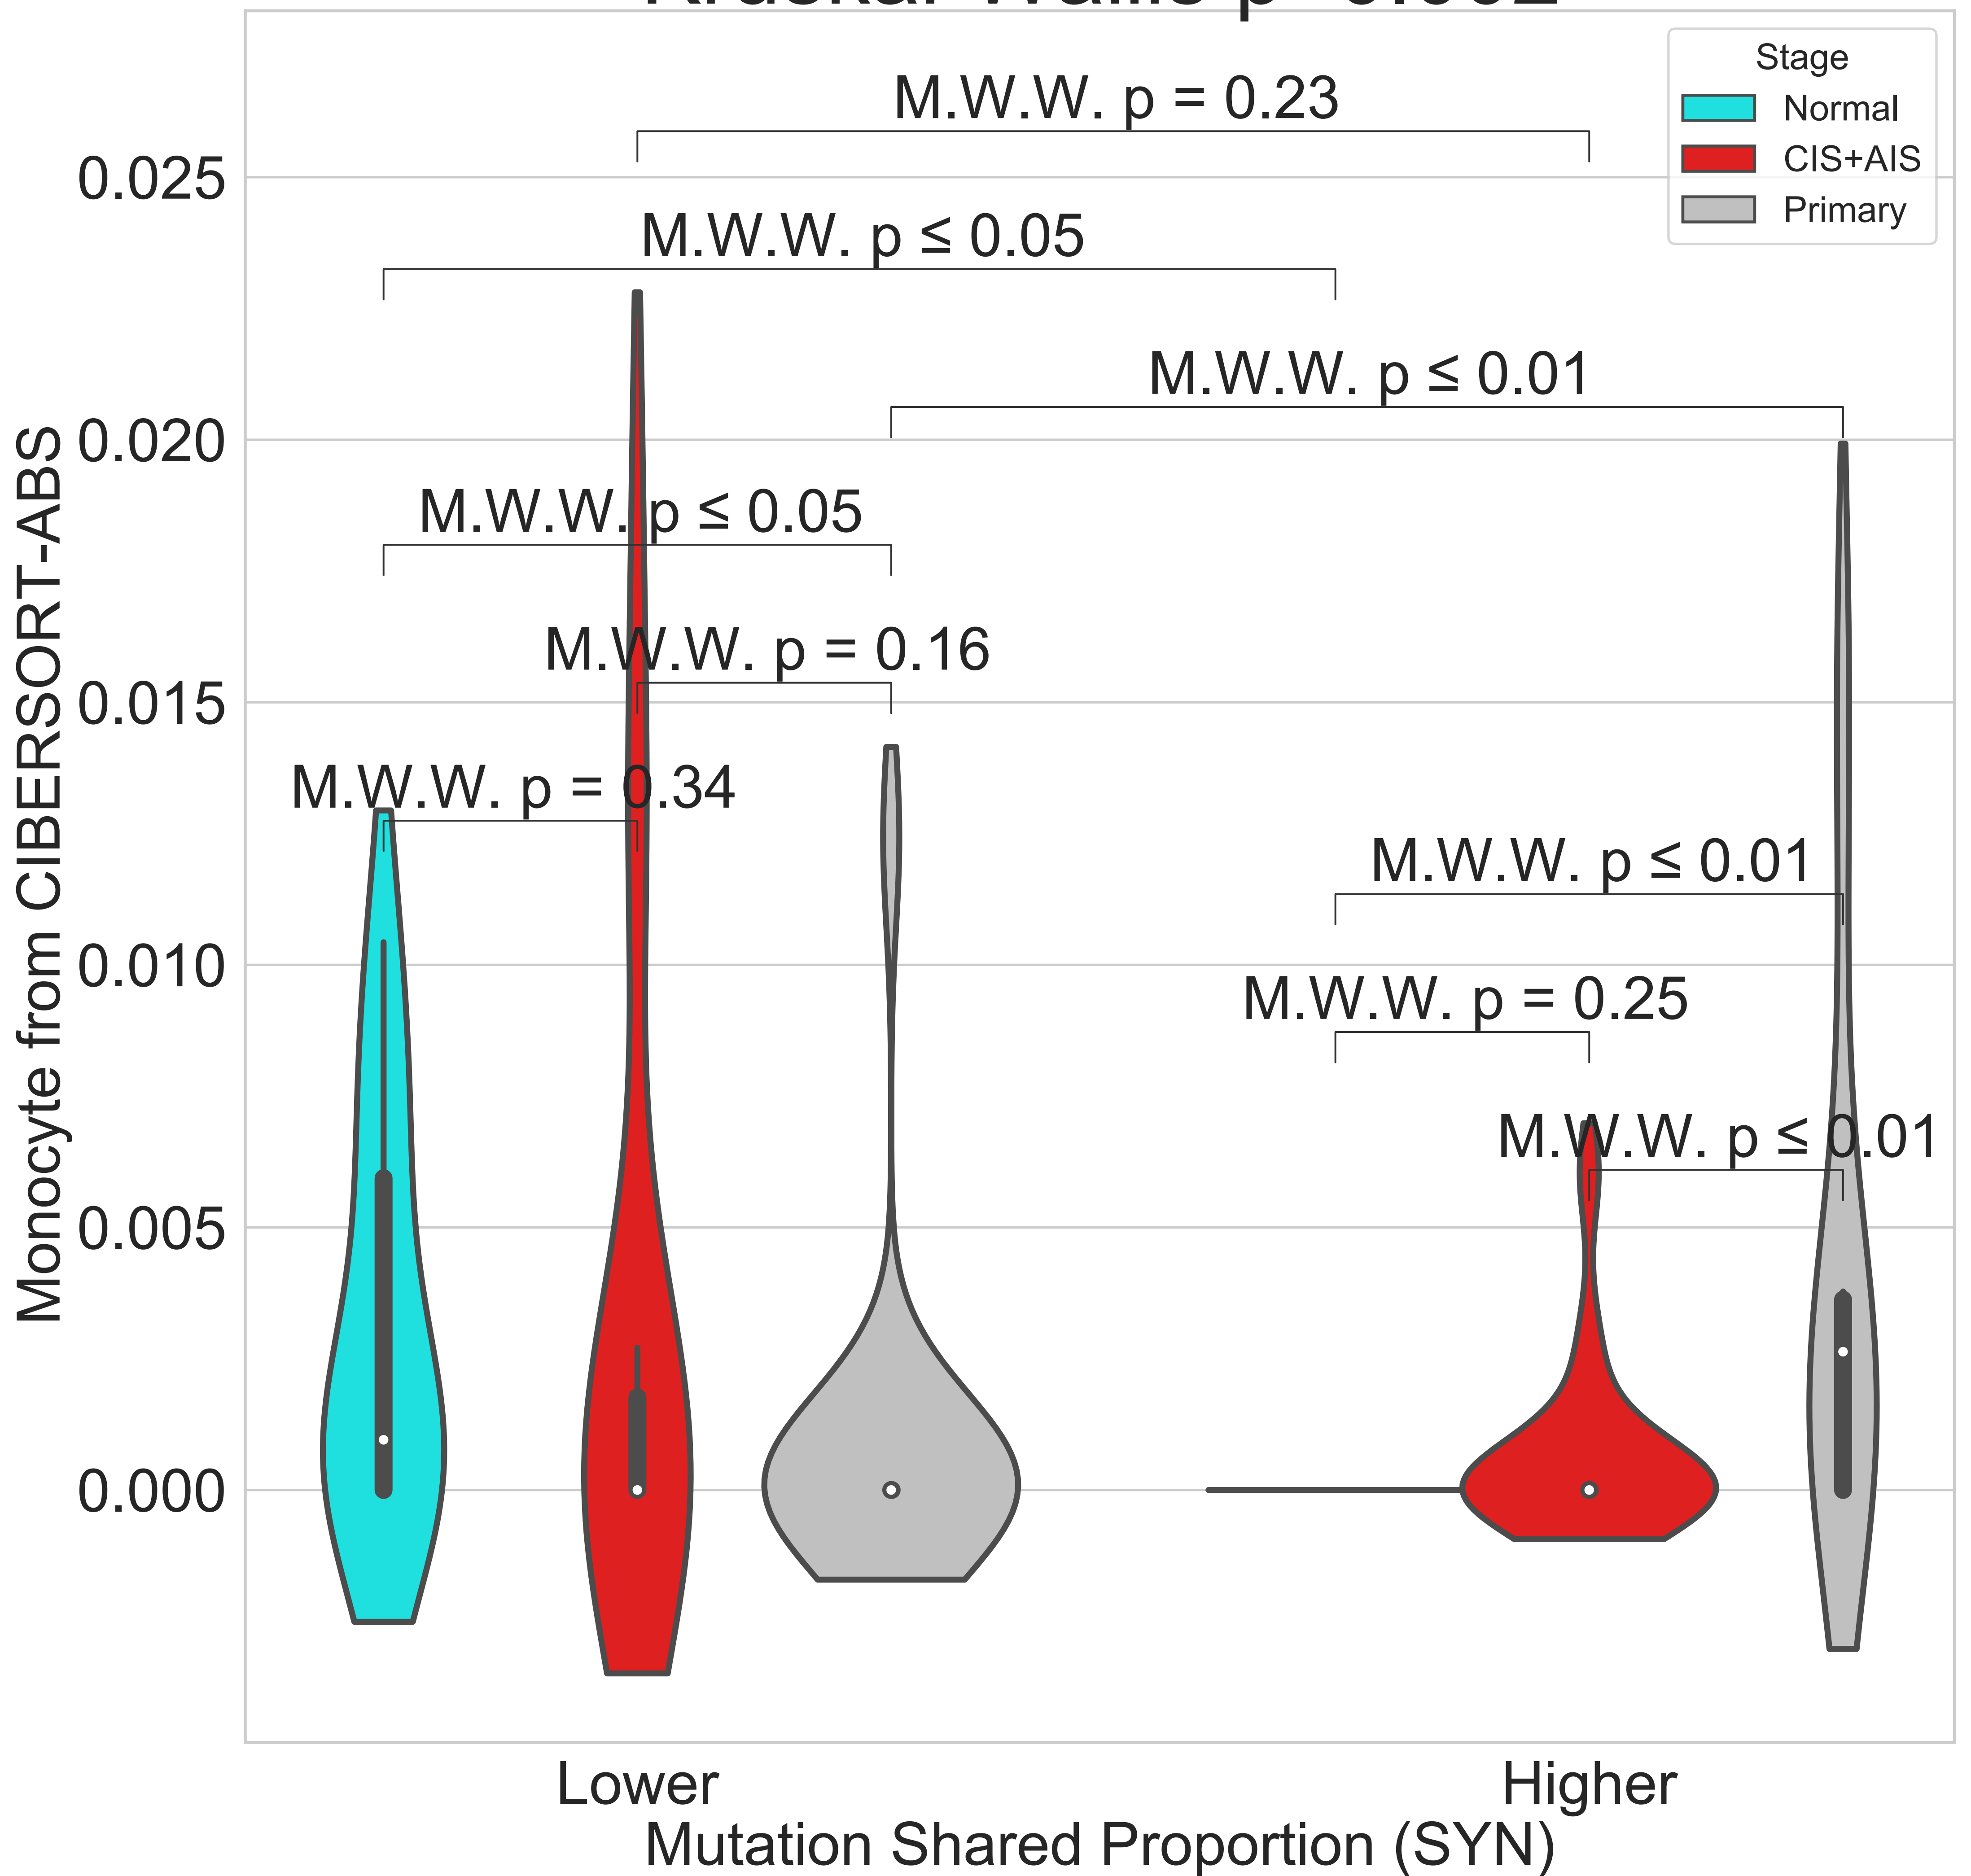 Stage
Normal
CIS+AIS
Primary
M.W.W. p = 0.23
M.W.W. p ≤ 0.05
M.W.W. p ≤ 0.01
M.W.W. p ≤ 0.05
M.W.W. p = 0.16
M.W.W. p = 0.34
M.W.W. p ≤ 0.01
M.W.W. p = 0.25
M.W.W. p ≤ 0.01
Monocyte from CIBERSORT-ABS
0.025
0.020
0.015
0.010
0.005
0.000
Lower
Higher
Mutation Shared Proportion (SYN)